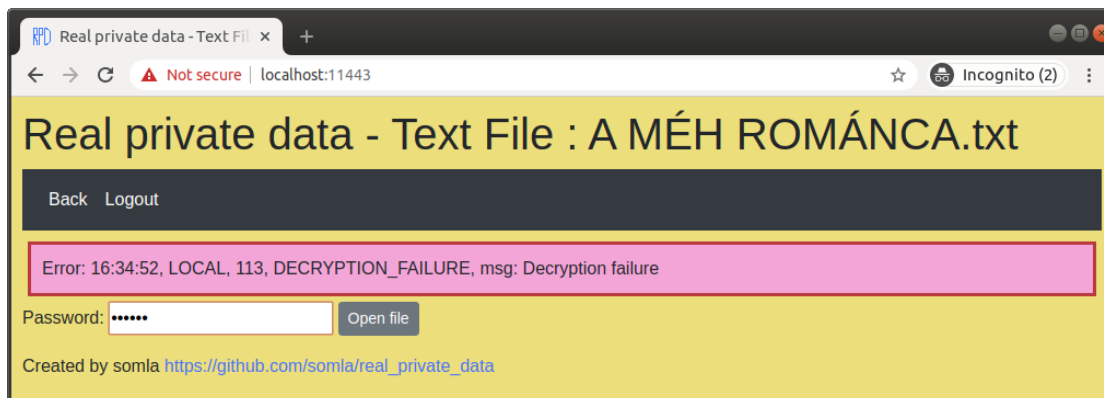 RPD Real private data - Text Fil
Not secure | localhost:11443 Incognito (2)
Real private data - Text File : A MÉH ROMÁNCA.txt
Back Logout
Error: 16:34:52, LOCAL, 113, DECRYPTION_FAILURE, msg: Decryption failure
Password: •••••• Open file
Created by somla https://github.com/somla/real_private_data